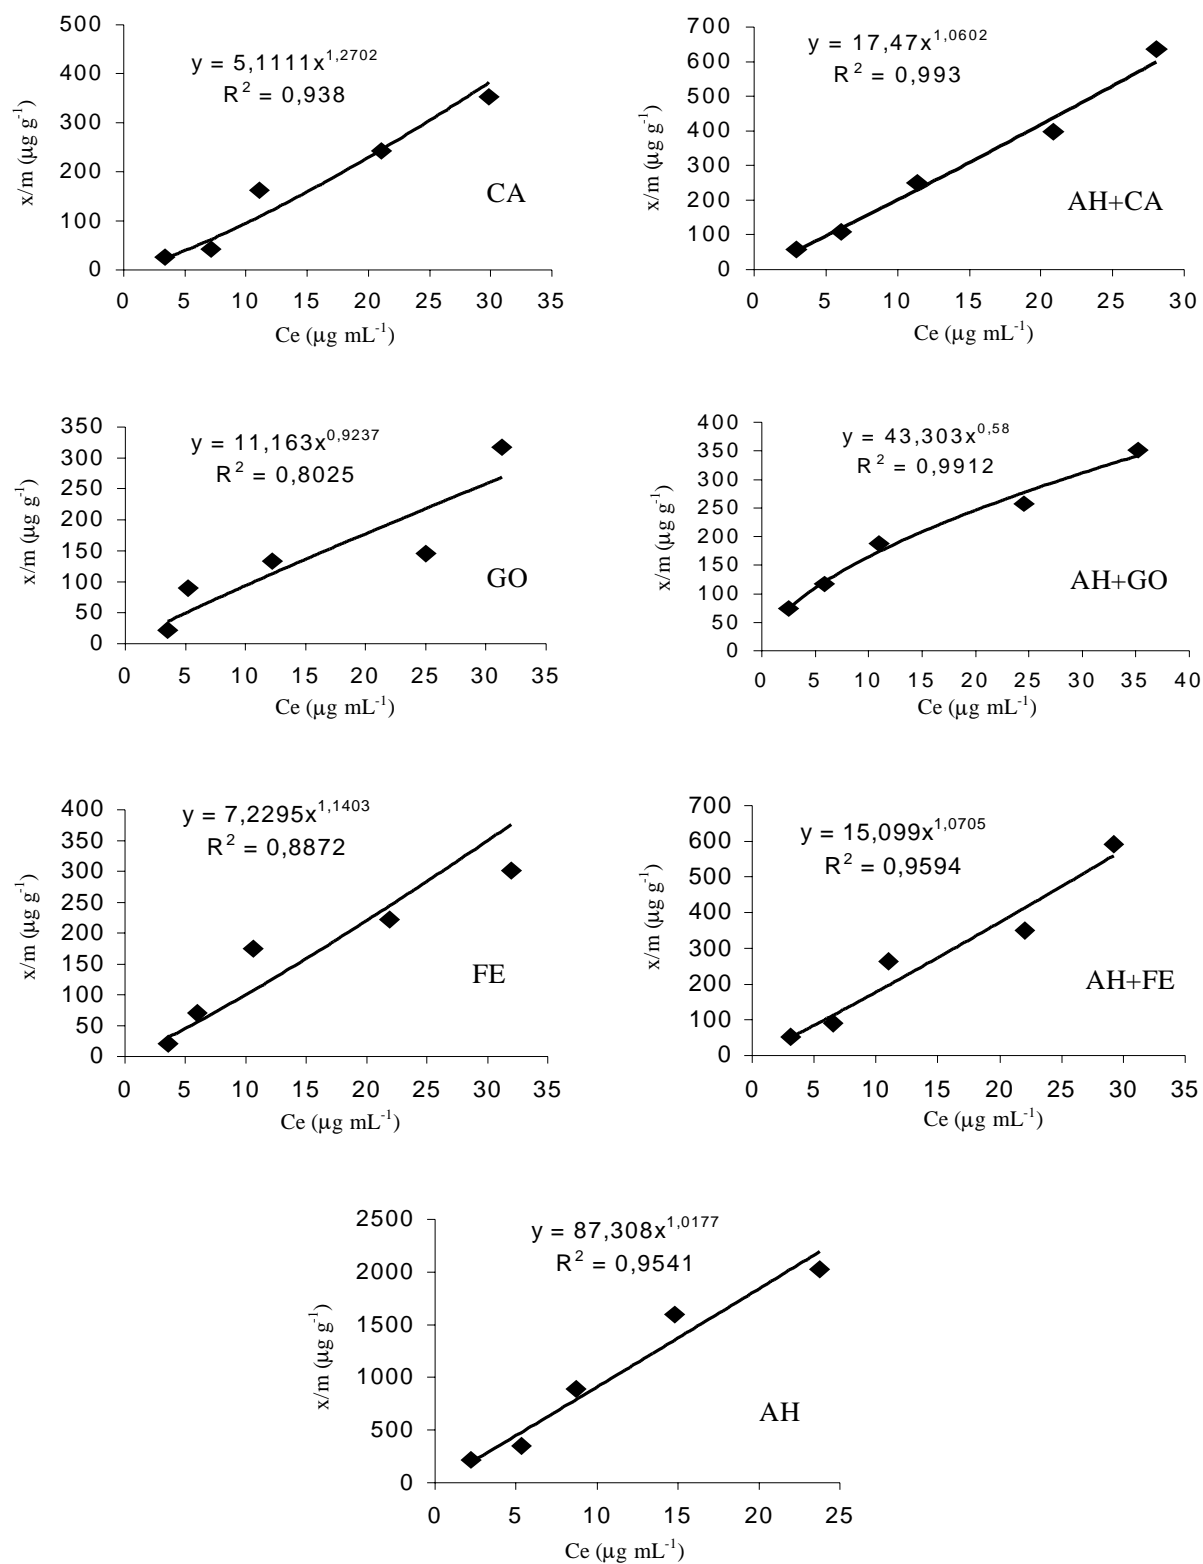 500
400
300
200
100
0
x/m (µg g-1)
y = 5,1111x1,2702
R2 = 0,938
CA
0 5 10 15 20 25 30 35
Ce (µg mL-1)
700
600
500
400
300
200
100
0
x/m (µg g-1)
y = 17,47x1,0602
R2 = 0,993
AH+CA
0 5 10 15 20 25 30
Ce (µg mL-1)
350
300
250
200
150
100
50
0
x/m (µg g-1)
y = 11,163x0,9237
R2 = 0,8025
GO
0 5 10 15 20 25 30 35
Ce (µg mL-1)
400
350
300
250
200
150
100
50
0
x/m (µg g-1)
y = 43,303x0,58
R2 = 0,9912
AH+GO
0 5 10 15 20 25 30 35 40
Ce (µg mL-1)
400
350
300
250
200
150
100
50
0
x/m (µg g-1)
y = 7,2295x1,1403
R2 = 0,8872
FE
0 5 10 15 20 25 30 35
Ce (µg mL-1)
700
600
500
400
300
200
100
0
x/m (µg g-1)
y = 15,099x1,0705
R2 = 0,9594
AH+FE
0 5 10 15 20 25 30 35
Ce (µg mL-1)
2500
2000
1500
1000
500
0
x/m (µg g-1)
y = 87,308x1,0177
R2 = 0,9541
AH
0 5 10 15 20 25
Ce (µg mL-1)